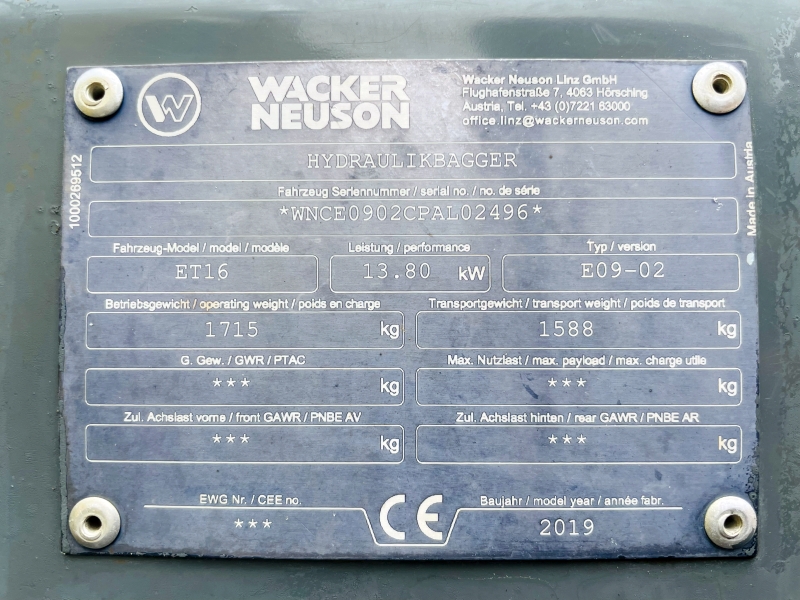 WACKER
NEUSON
Wacker Neuson Linz GmbH
Flughafenstraße 7, 4063 Hörsching
Austria, Tel. +43 (0)7221 63000
office.linz@wackerneuson.com
HYDRAULIKBAGGER
1000269512
Made in Austria
Fahrzeug Seriennummer / serial no. / no. de série
*WNCE0902CPAL02496*
Fahrzeug-Model / model / modèle Leistung / performance Typ / version
ET16 13.80 kW E09-02
Betriebsgewicht / operating weight / poids en charge Transportgewicht / transport weight / poids de transport
1715 kg 1588 kg
G. Gew. / GWR / PTAC Max. Nutzlast / max. payload / max. charge utile
*** kg *** kg
Zul. Achslast vorne / front GAWR / PNBE AV Zul. Achslast hinten / rear GAWR / PNBE AR
*** kg *** kg
EWG Nr. / CEE no. CE Baujahr / model year / année fabr.
*** 2019